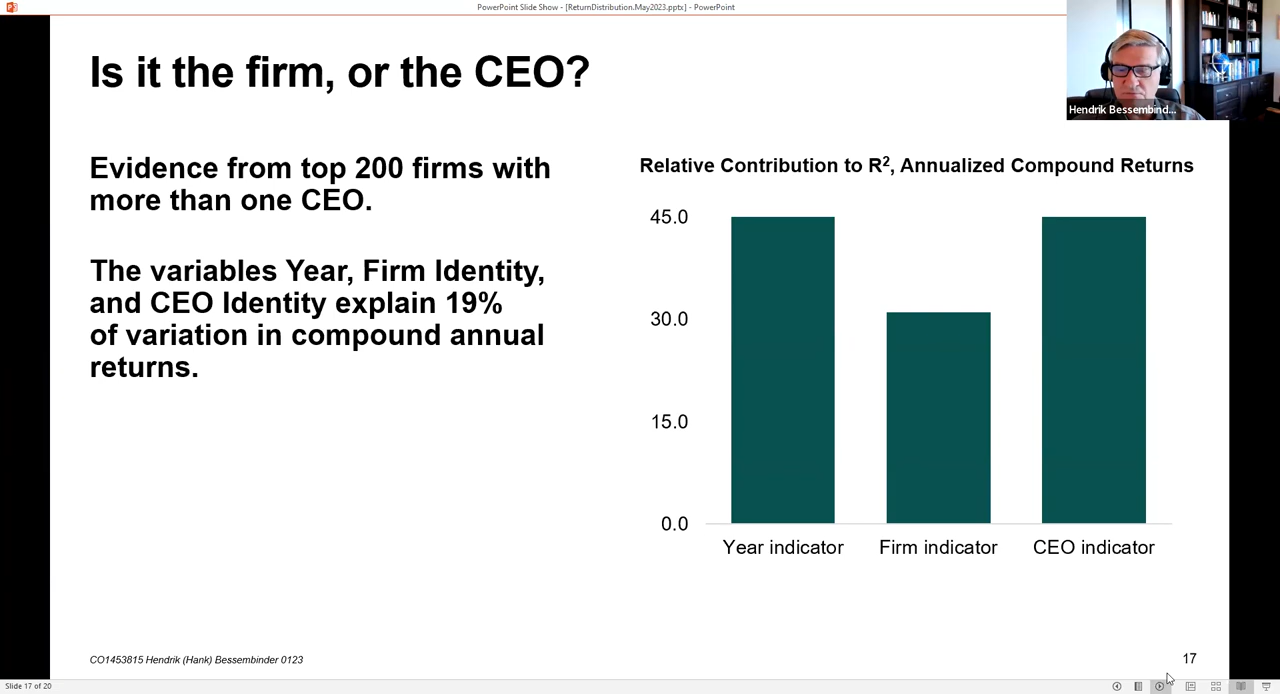 PowerPoint Slide Show - [ReturnDistribution.May2023.pptx] - PowerPoint
Hendrik Bessembind...
Is it the firm, or the CEO?
Evidence from top 200 firms with
more than one CEO.
The variables Year, Firm Identity,
and CEO Identity explain 19%
of variation in compound annual
returns.
Relative Contribution to R², Annualized Compound Returns
45.0
30.0
15.0
0.0
Year indicator
Firm indicator
CEO indicator
CO1453815 Hendrik (Hank) Bessembinder 0123
17
Slide 17 of 20